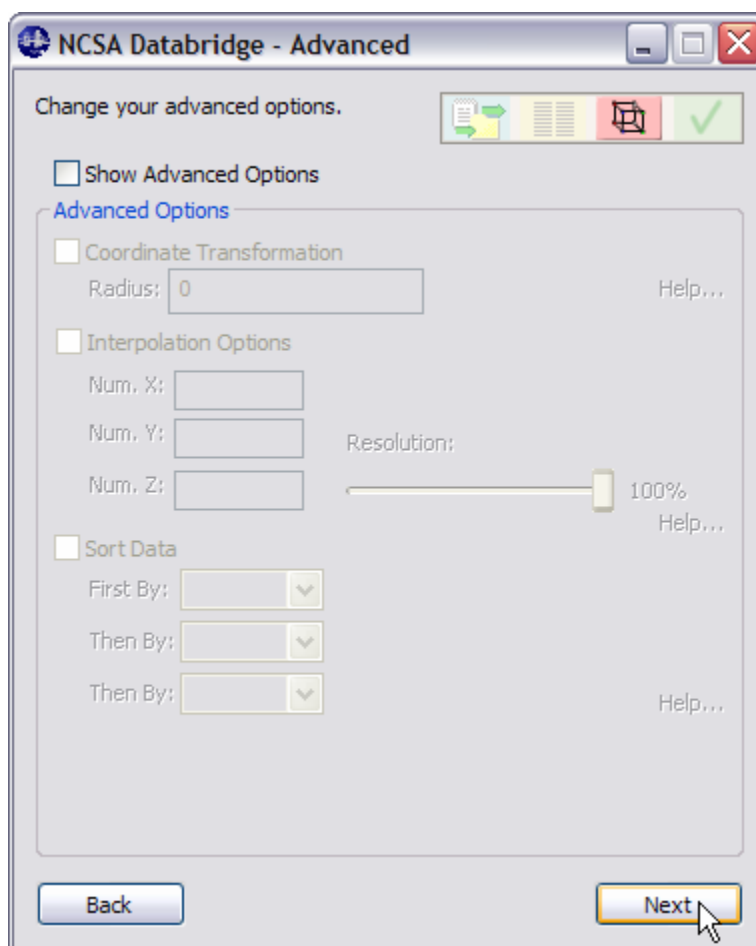 NCSA Databridge - Advanced
Change your advanced options.
Show Advanced Options
Advanced Options
Coordinate Transformation
Radius: 0
Help...
Interpolation Options
Num. X:
Num. Y:
Resolution:
Num. Z:
100%
Help...
Sort Data
First By:
Then By:
Then By:
Help...
Back
Next